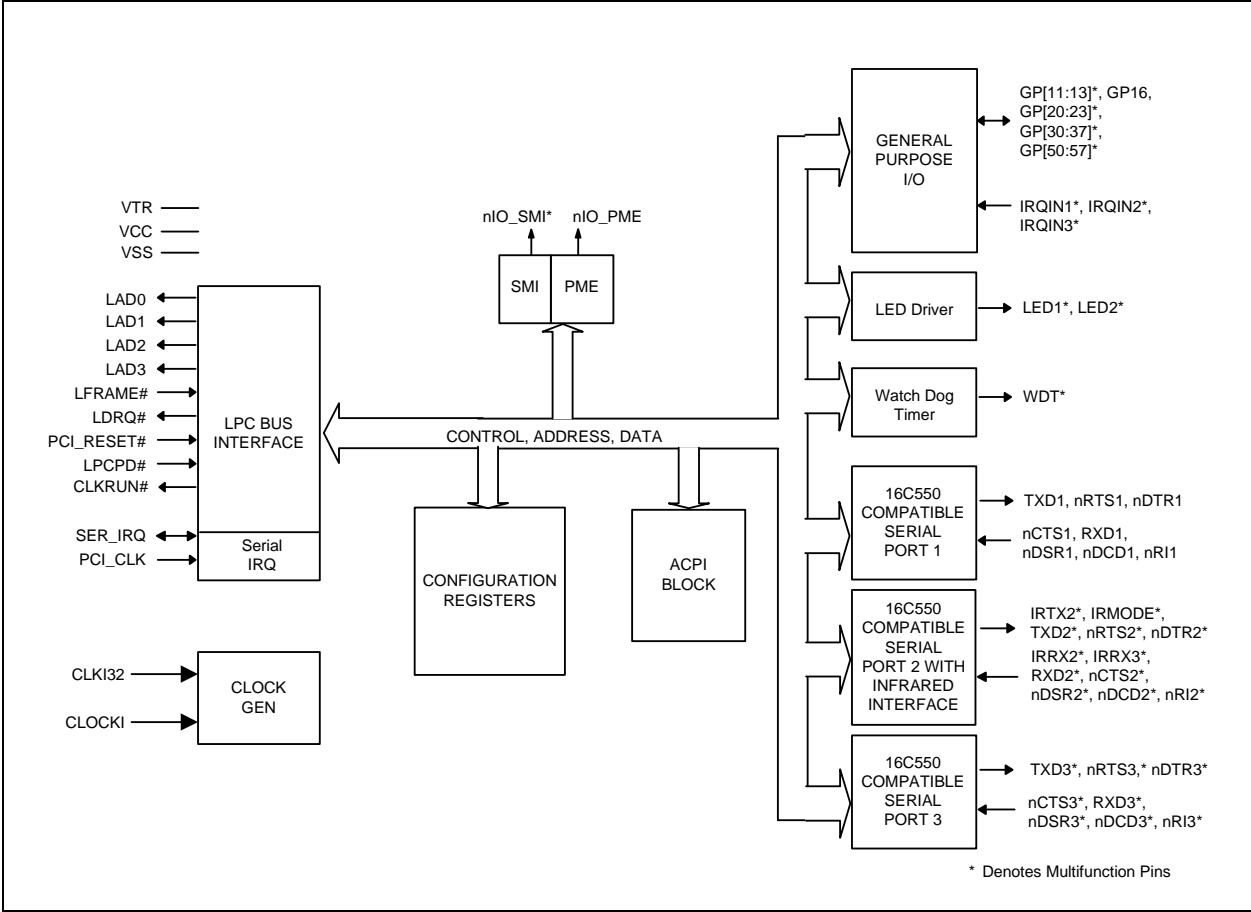 VTR
VCC
VSS
LAD0
LAD1
LAD2
LAD3
LFRAME#
LDRQ#
PCI_RESET#
LPCPD#
CLKRUN#
SER_IRQ
PCI_CLK
LPC BUS
INTERFACE
Serial
IRQ
CLKI32
CLOCKI
CLOCK
GEN
nIO_SMI*
nIO_PME
SMI
PME
CONTROL, ADDRESS, DATA
CONFIGURATION
REGISTERS
ACPI
BLOCK
GENERAL
PURPOSE
I/O
GP[11:13]*, GP16,
GP[20:23]*,
GP[30:37]*,
GP[50:57]*
IRQIN1*, IRQIN2*,
IRQIN3*
LED Driver
LED1*, LED2*
Watch Dog
Timer
WDT*
16C550
COMPATIBLE
SERIAL
PORT 1
TXD1, nRTS1, nDTR1
nCTS1, RXD1,
nDSR1, nDCD1, nRI1
16C550
COMPATIBLE
SERIAL
PORT 2 WITH
INFRARED
INTERFACE
IRTX2*, IRMODE*,
TXD2*, nRTS2*, nDTR2*
IRRX2*, IRRX3*,
RXD2*, nCTS2*,
nDSR2*, nDCD2*, nRI2*
16C550
COMPATIBLE
SERIAL
PORT 3
TXD3*, nRTS3,* nDTR3*
nCTS3*, RXD3*,
nDSR3*, nDCD3*, nRI3*
* Denotes Multifunction Pins